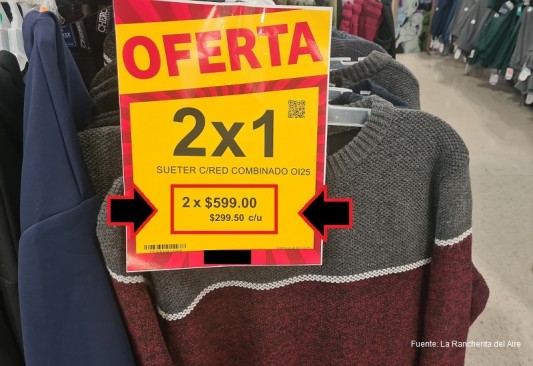 OFERTA
2x1
SUETER C/RED COMBINADO OI25
2 x $599.00
$299.50 c/u
Fuente: La Rancherita del Aire